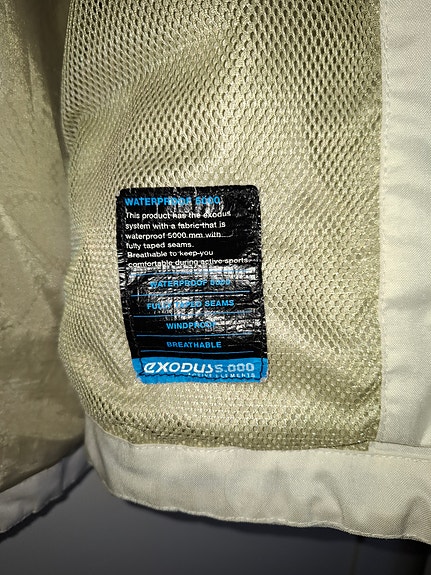 WATERPROOF 5000
This product has the exodus
system with a fabric that is
waterproof 5000 mm with
fully taped seams.
Breathable to keep you
comfortable during active sports
WATERPROOF 5000
FULLY TAPED SEAMS
WINDPROOF
BREATHABLE
exodus 5.000
ELEMENTS